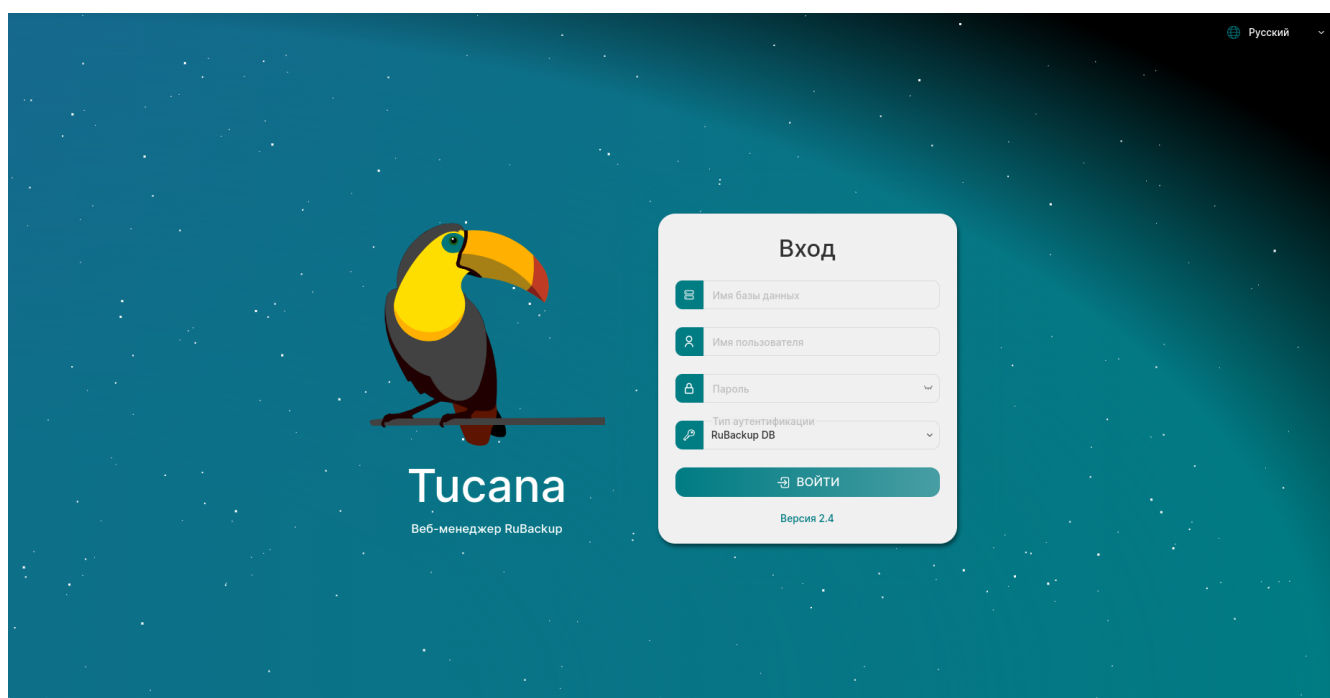 Русский
Вход
Имя базы данных
Имя пользователя
Пароль
Тип аутентификации
RuBackup DB
ВОЙТИ
Версия 2.4
Tucana
Веб-менеджер RuBackup